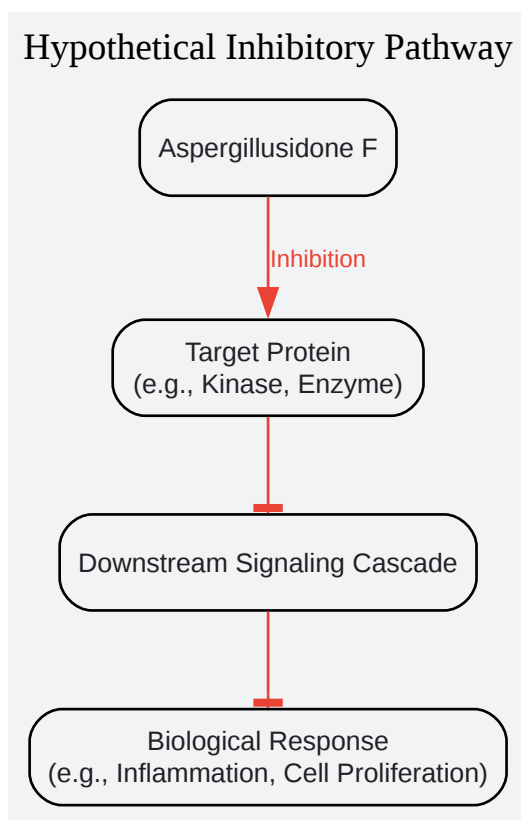 Hypothetical Inhibitory Pathway
Aspergillusidone F
Inhibition
Target Protein
(e.g., Kinase, Enzyme)
Downstream Signaling Cascade
Biological Response
(e.g., Inflammation, Cell Proliferation)